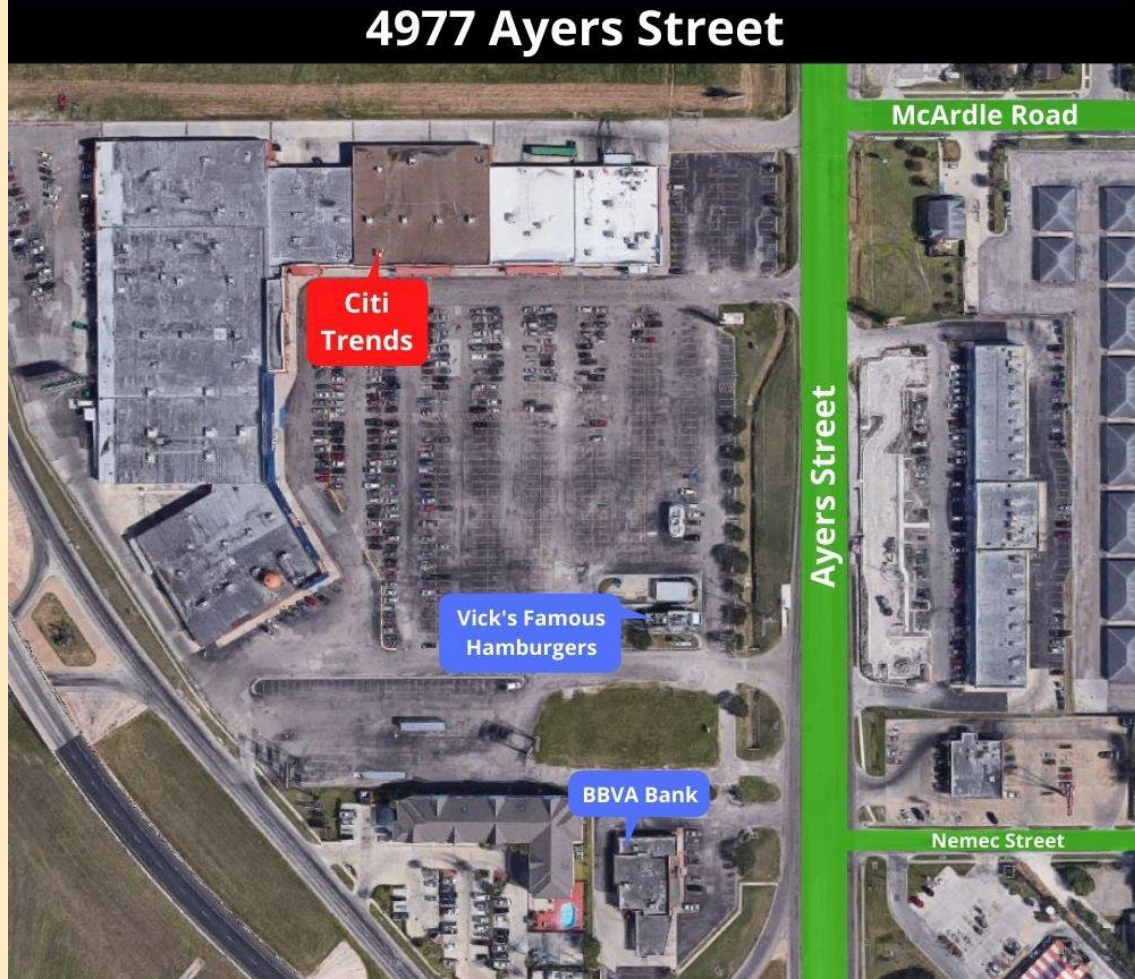 4977 Ayers Street
McArdle Road
Citi
Trends
Ayers Street
Vick's Famous
Hamburgers
BBVA Bank
Nemec Street